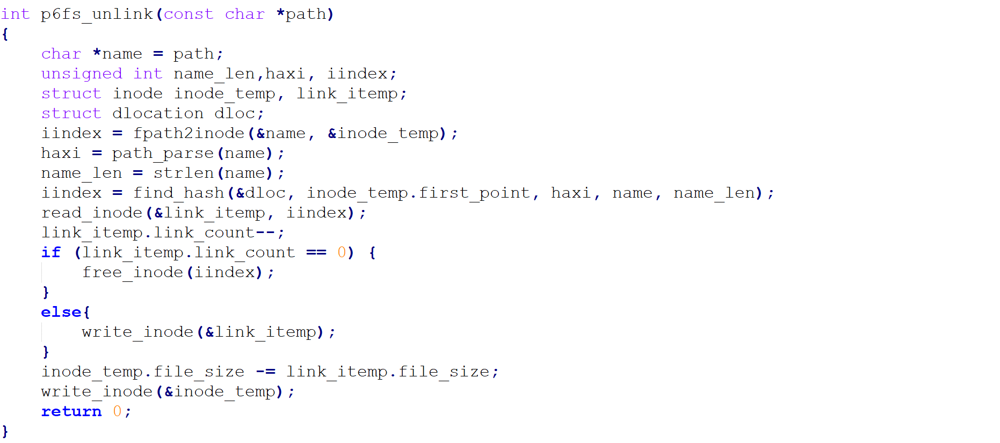 int p6fs_unlink(const char *path)
{
    char *name = path;
    unsigned int name_len,haxi, iindex;
    struct inode inode_temp, link_itemp;
    struct dlocation dloc;
    iindex = fpath2inode(&name, &inode_temp);
    haxi = path_parse(name);
    name_len = strlen(name);
    iindex = find_hash(&dloc, inode_temp.first_point, haxi, name, name_len);
    read_inode(&link_itemp, iindex);
    link_itemp.link_count--;
    if (link_itemp.link_count == 0) {
        free_inode(iindex);
    }
    else{
        write_inode(&link_itemp);
    }
    inode_temp.file_size -= link_itemp.file_size;
    write_inode(&inode_temp);
    return 0;
}